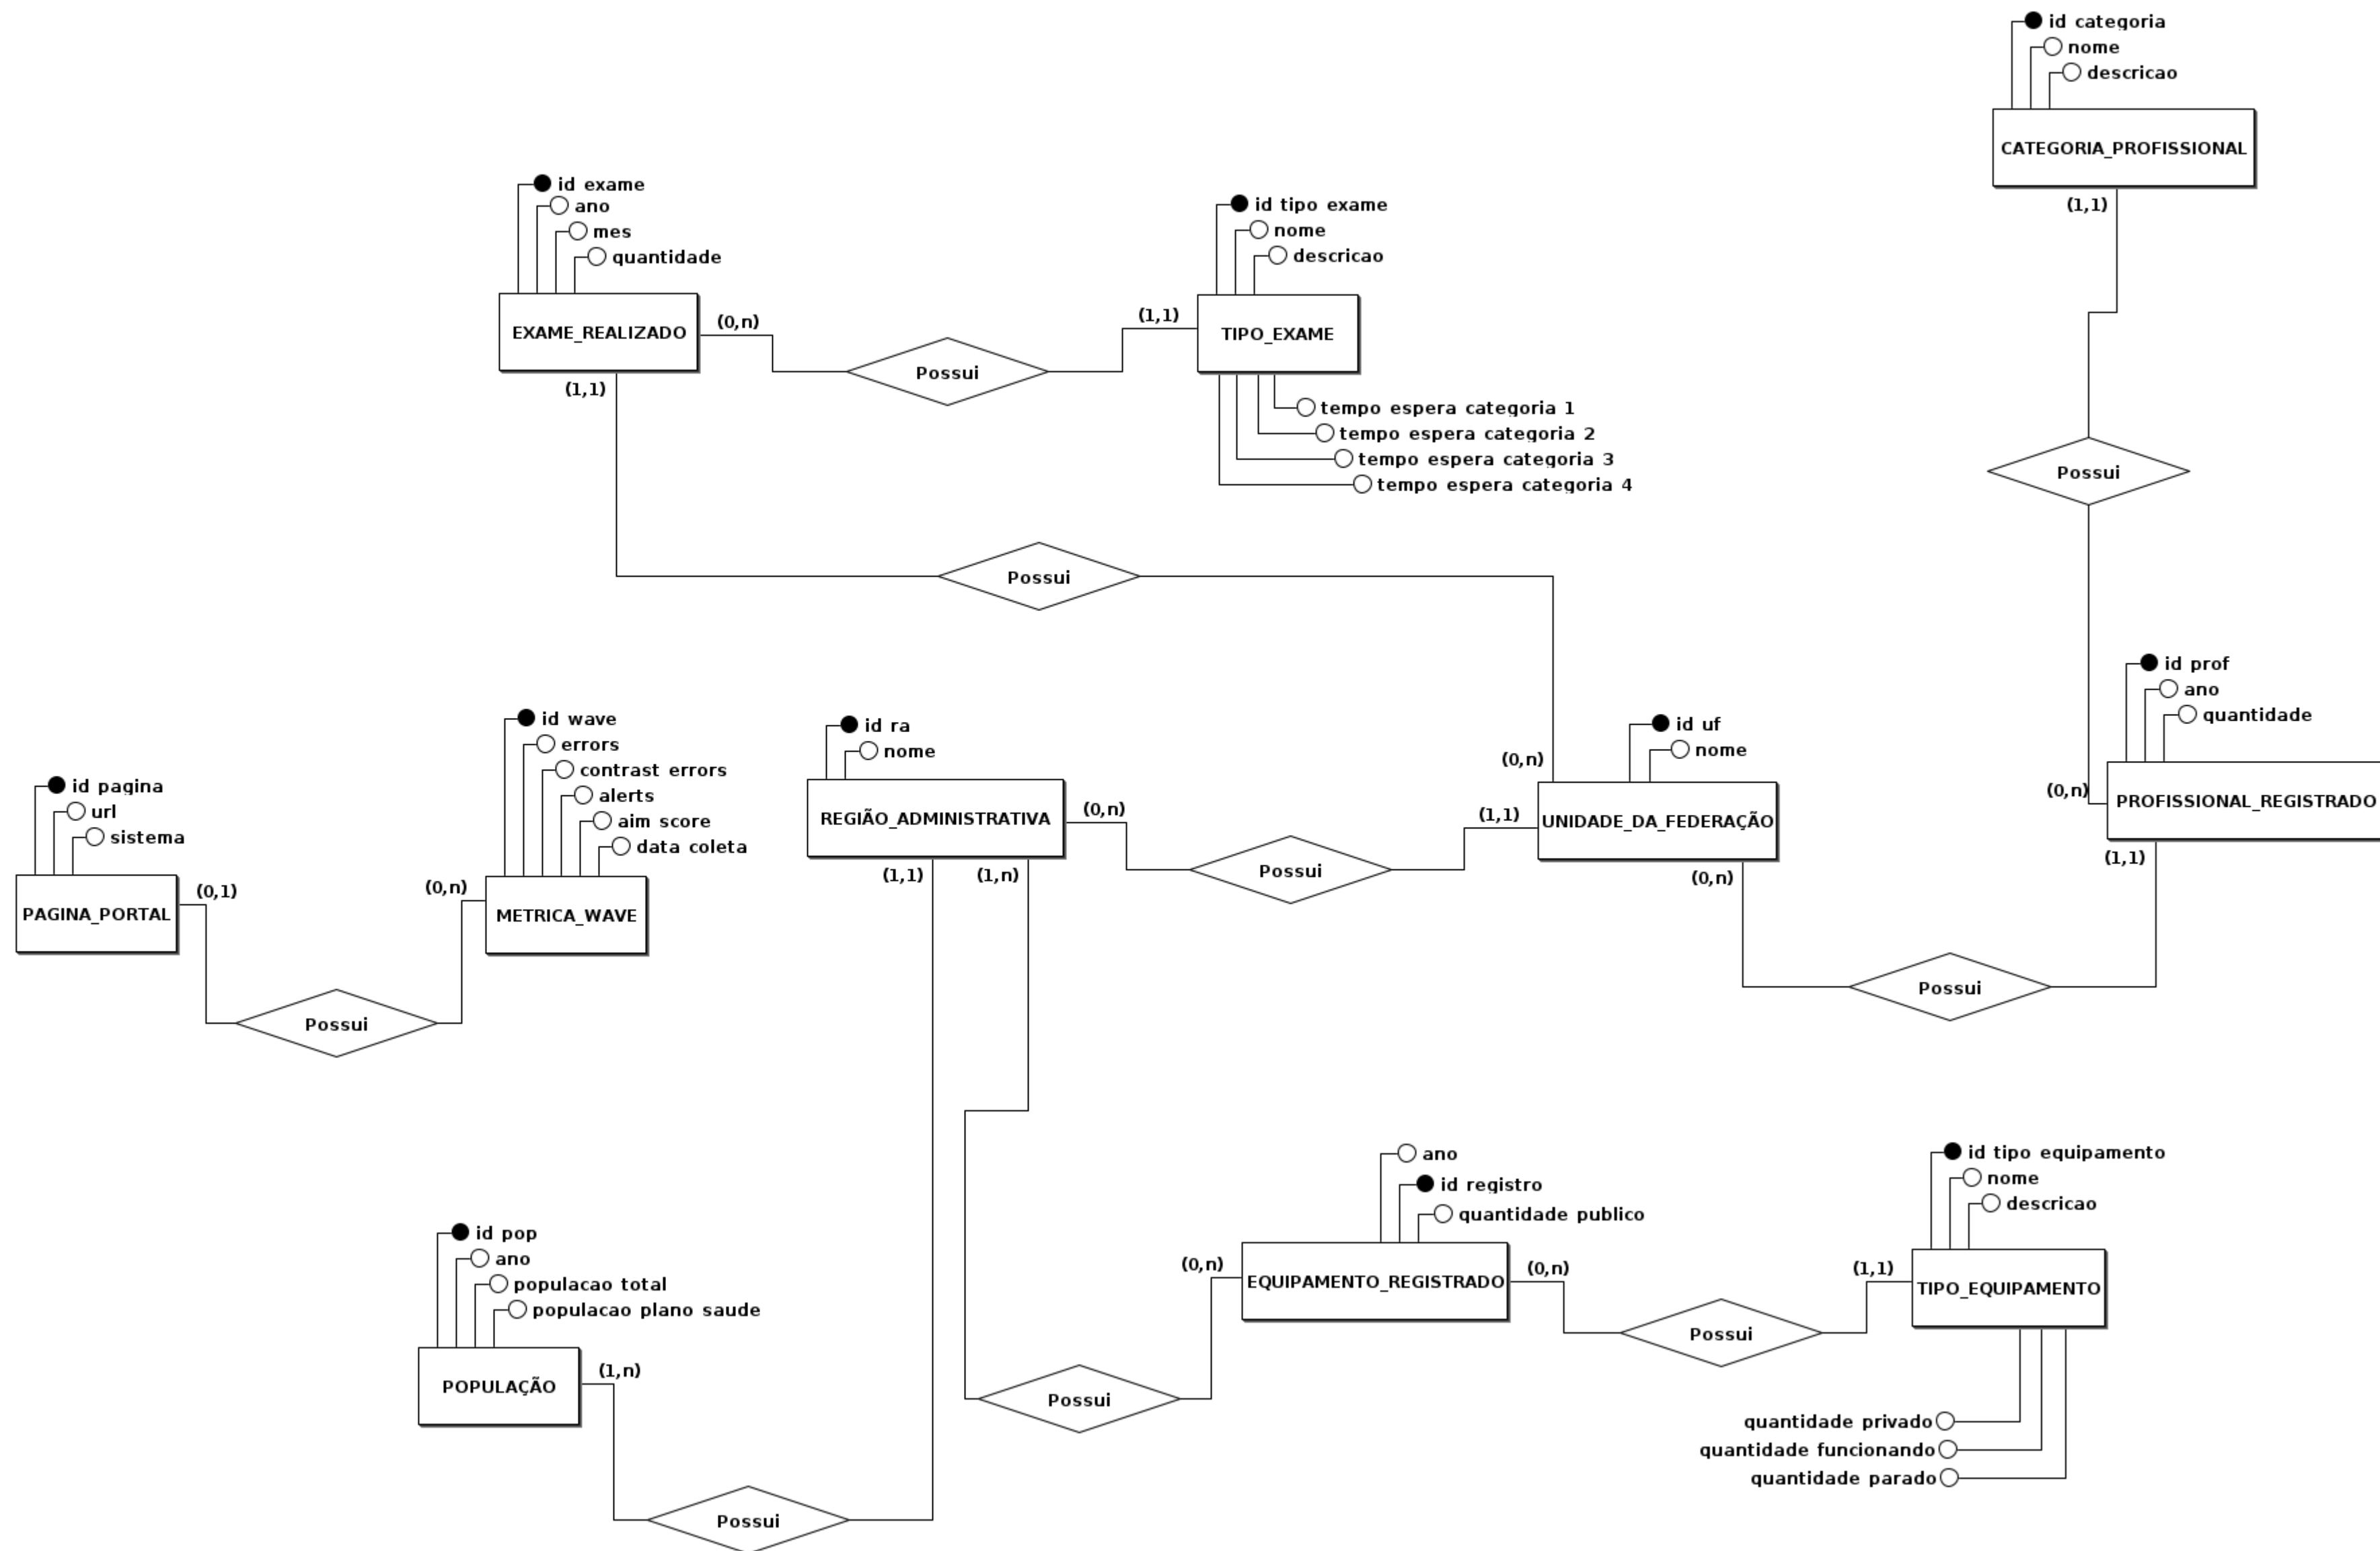 id categoria
nome
descricao
CATEGORIA_PROFISSIONAL
(1,1)
Possui
id exame
ano
mes
quantidade
EXAME_REALIZADO
(0,n)
(1,1)
Possui
id tipo exame
nome
descricao
(1,1)
TIPO_EXAME
tempo espera categoria 1
tempo espera categoria 2
tempo espera categoria 3
tempo espera categoria 4
Possui
(0,n)
id prof
ano
quantidade
(0,n)
PROFISSIONAL_REGISTRADO
(1,1)
id pagina
url
sistema
PAGINA_PORTAL
(0,1)
Possui
id wave
errors
contrast errors
alerts
aim score
data coleta
(0,n)
METRICA_WAVE
id ra
nome
REGIÃO_ADMINISTRATIVA
(0,n)
(1,1)
(1,n)
Possui
id uf
nome
(1,1)
UNIDADE_DA_FEDERAÇÃO
(0,n)
Possui
id pop
ano
populacao total
populacao plano saude
POPULAÇÃO
(1,n)
Possui
ano
id registro
quantidade publico
(0,n)
EQUIPAMENTO_REGISTRADO
(0,n)
Possui
Possui
id tipo equipamento
nome
descricao
(1,1)
TIPO_EQUIPAMENTO
quantidade privado
quantidade funcionando
quantidade parado